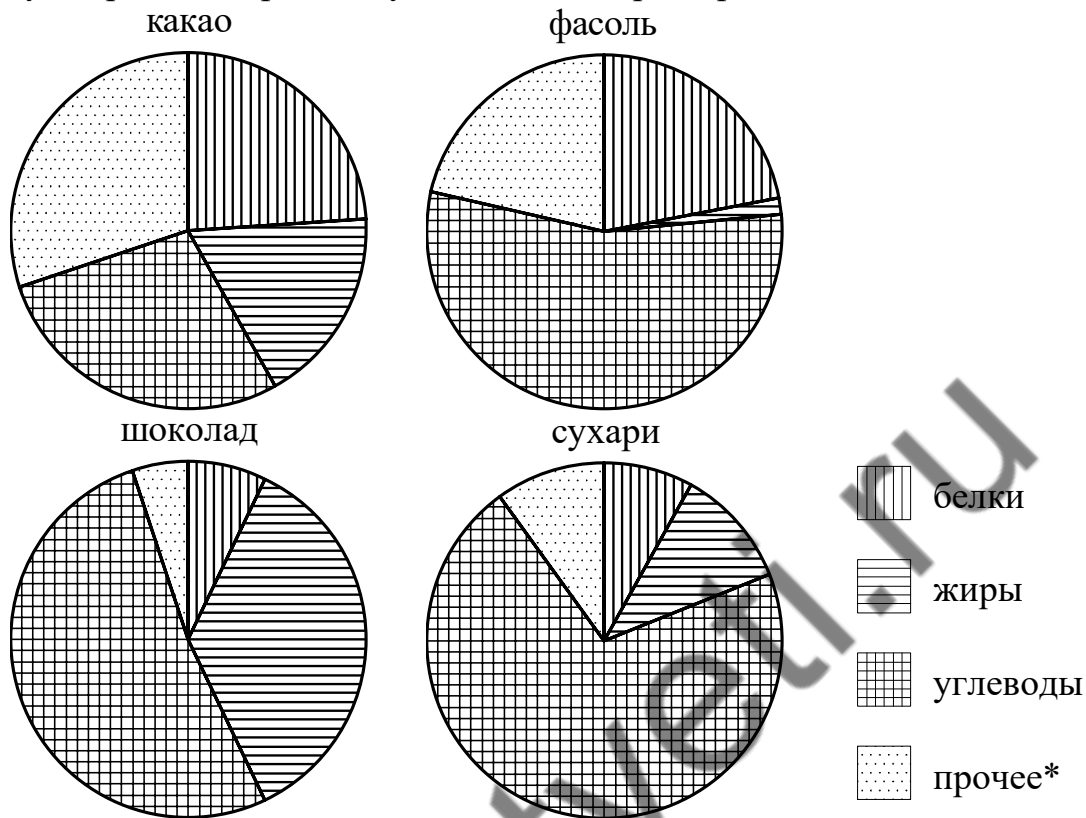 какао
фасоль
шоколад
сухари
белки
жиры
углеводы
прочее*